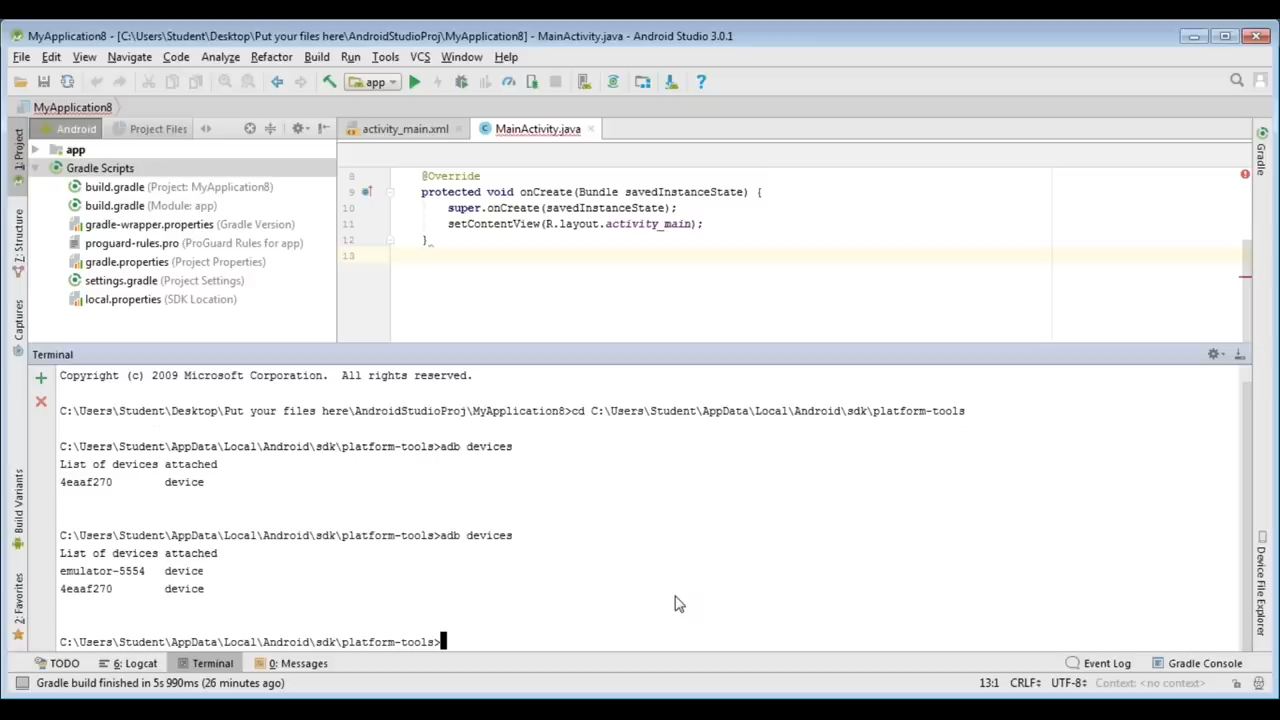 MyApplication8 - [C:\Users\Student\Desktop\Put your files here\AndroidStudioProj\MyApplication8] - MainActivity.java - Android Studio 3.0.1
File Edit View Navigate Code Analyze Refactor Build Run Tools VCS Window Help
app
MyApplication8
Android Project Files activity_main.xml MainActivity.java
1: Project
Z: Structure
Captures
Build Variants
2: Favorites
app
Gradle Scripts
build.gradle (Project: MyApplication8)
build.gradle (Module: app)
gradle-wrapper.properties (Gradle Version)
proguard-rules.pro (ProGuard Rules for app)
gradle.properties (Project Properties)
settings.gradle (Project Settings)
local.properties (SDK Location)
8 @Override
9 protected void onCreate(Bundle savedInstanceState) {
10 super.onCreate(savedInstanceState);
11 setContentView(R.layout.activity_main);
12 }
13
Gradle
Device File Explorer
Terminal
Copyright (c) 2009 Microsoft Corporation. All rights reserved.
C:\Users\Student\Desktop\Put your files here\AndroidStudioProj\MyApplication8>cd C:\Users\Student\AppData\Local\Android\sdk\platform-tools
C:\Users\Student\AppData\Local\Android\sdk\platform-tools>adb devices
List of devices attached
4eaaf270 device
C:\Users\Student\AppData\Local\Android\sdk\platform-tools>adb devices
List of devices attached
emulator-5554 device
4eaaf270 device
C:\Users\Student\AppData\Local\Android\sdk\platform-tools>
TODO 6: Logcat Terminal 0: Messages Event Log Gradle Console
Gradle build finished in 5s 990ms (26 minutes ago) 13:1 CRLF UTF-8 Context: <no context>